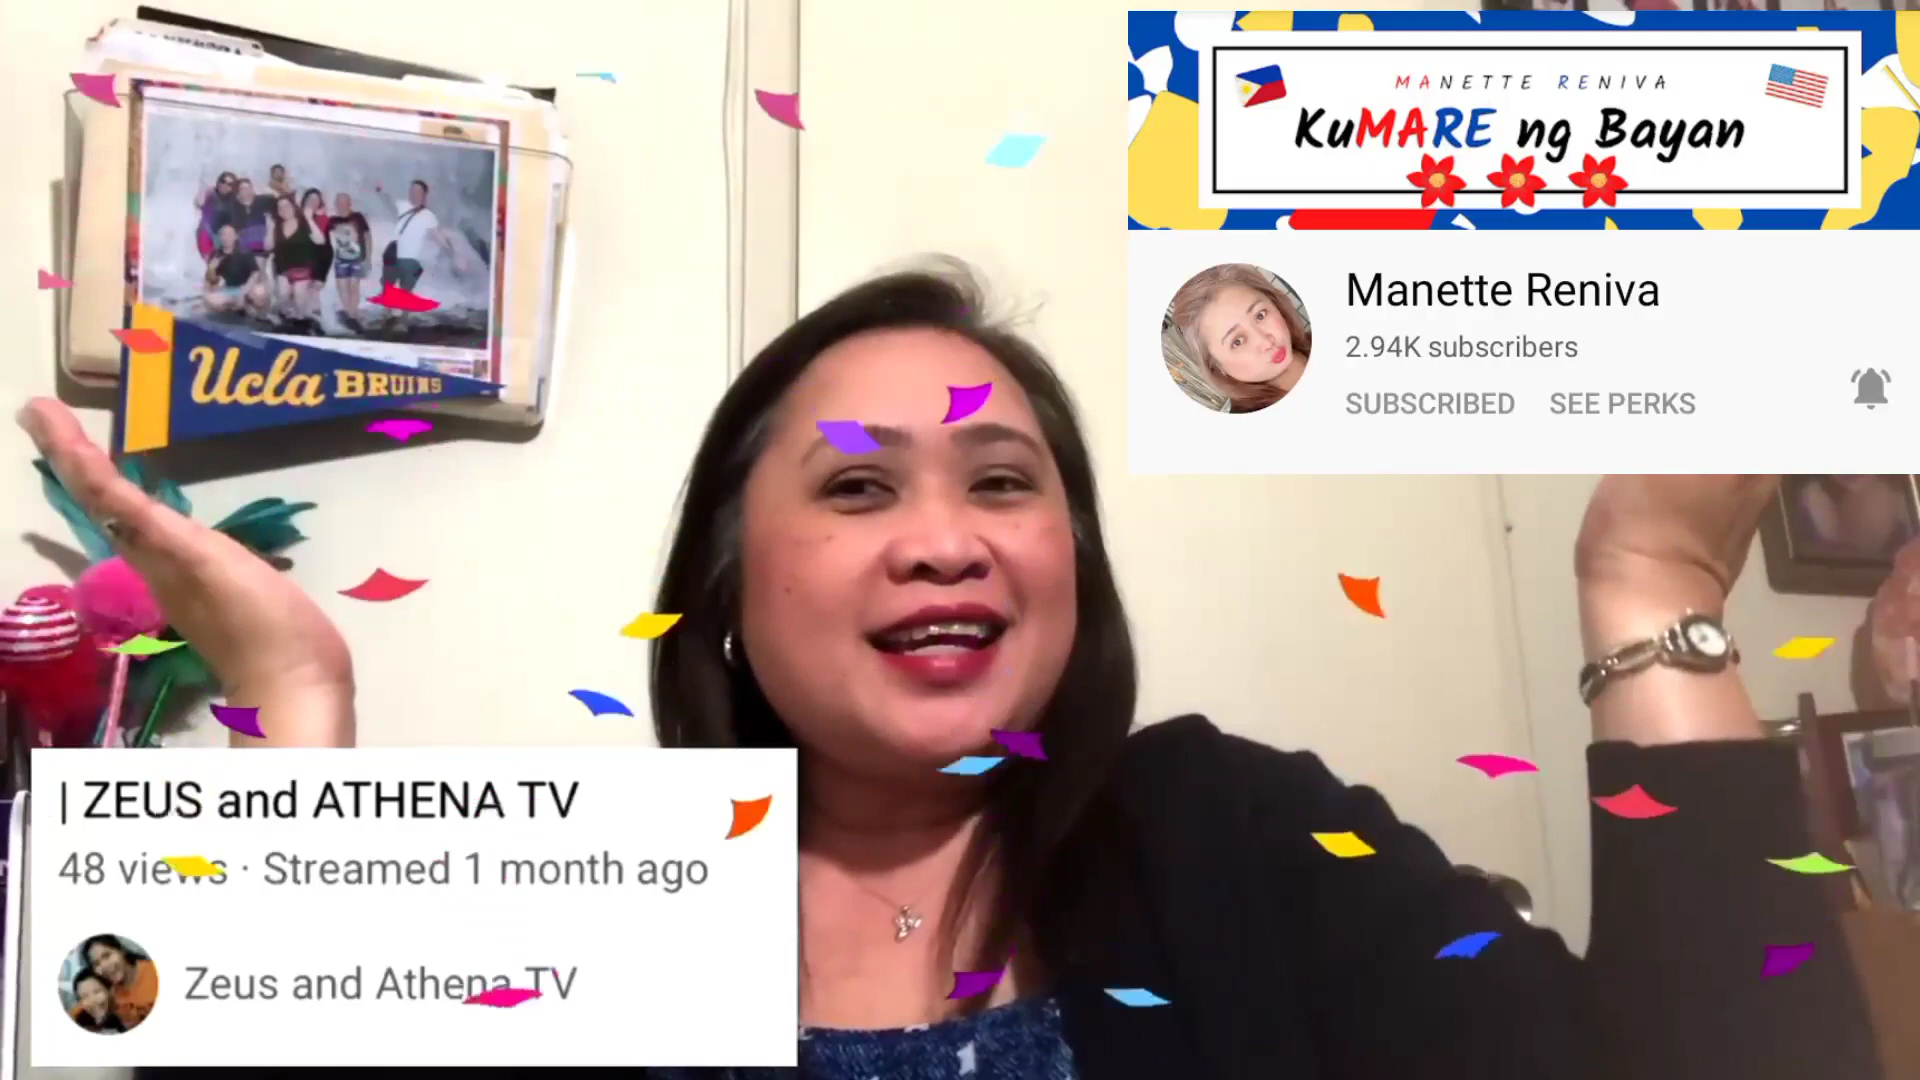 MANETTE RENIVA
KuMARE ng Bayan
Manette Reniva
2.94K subscribers
SUBSCRIBED SEE PERKS
Ucla BRUINS
| ZEUS and ATHENA TV
48 views · Streamed 1 month ago
Zeus and Athena TV